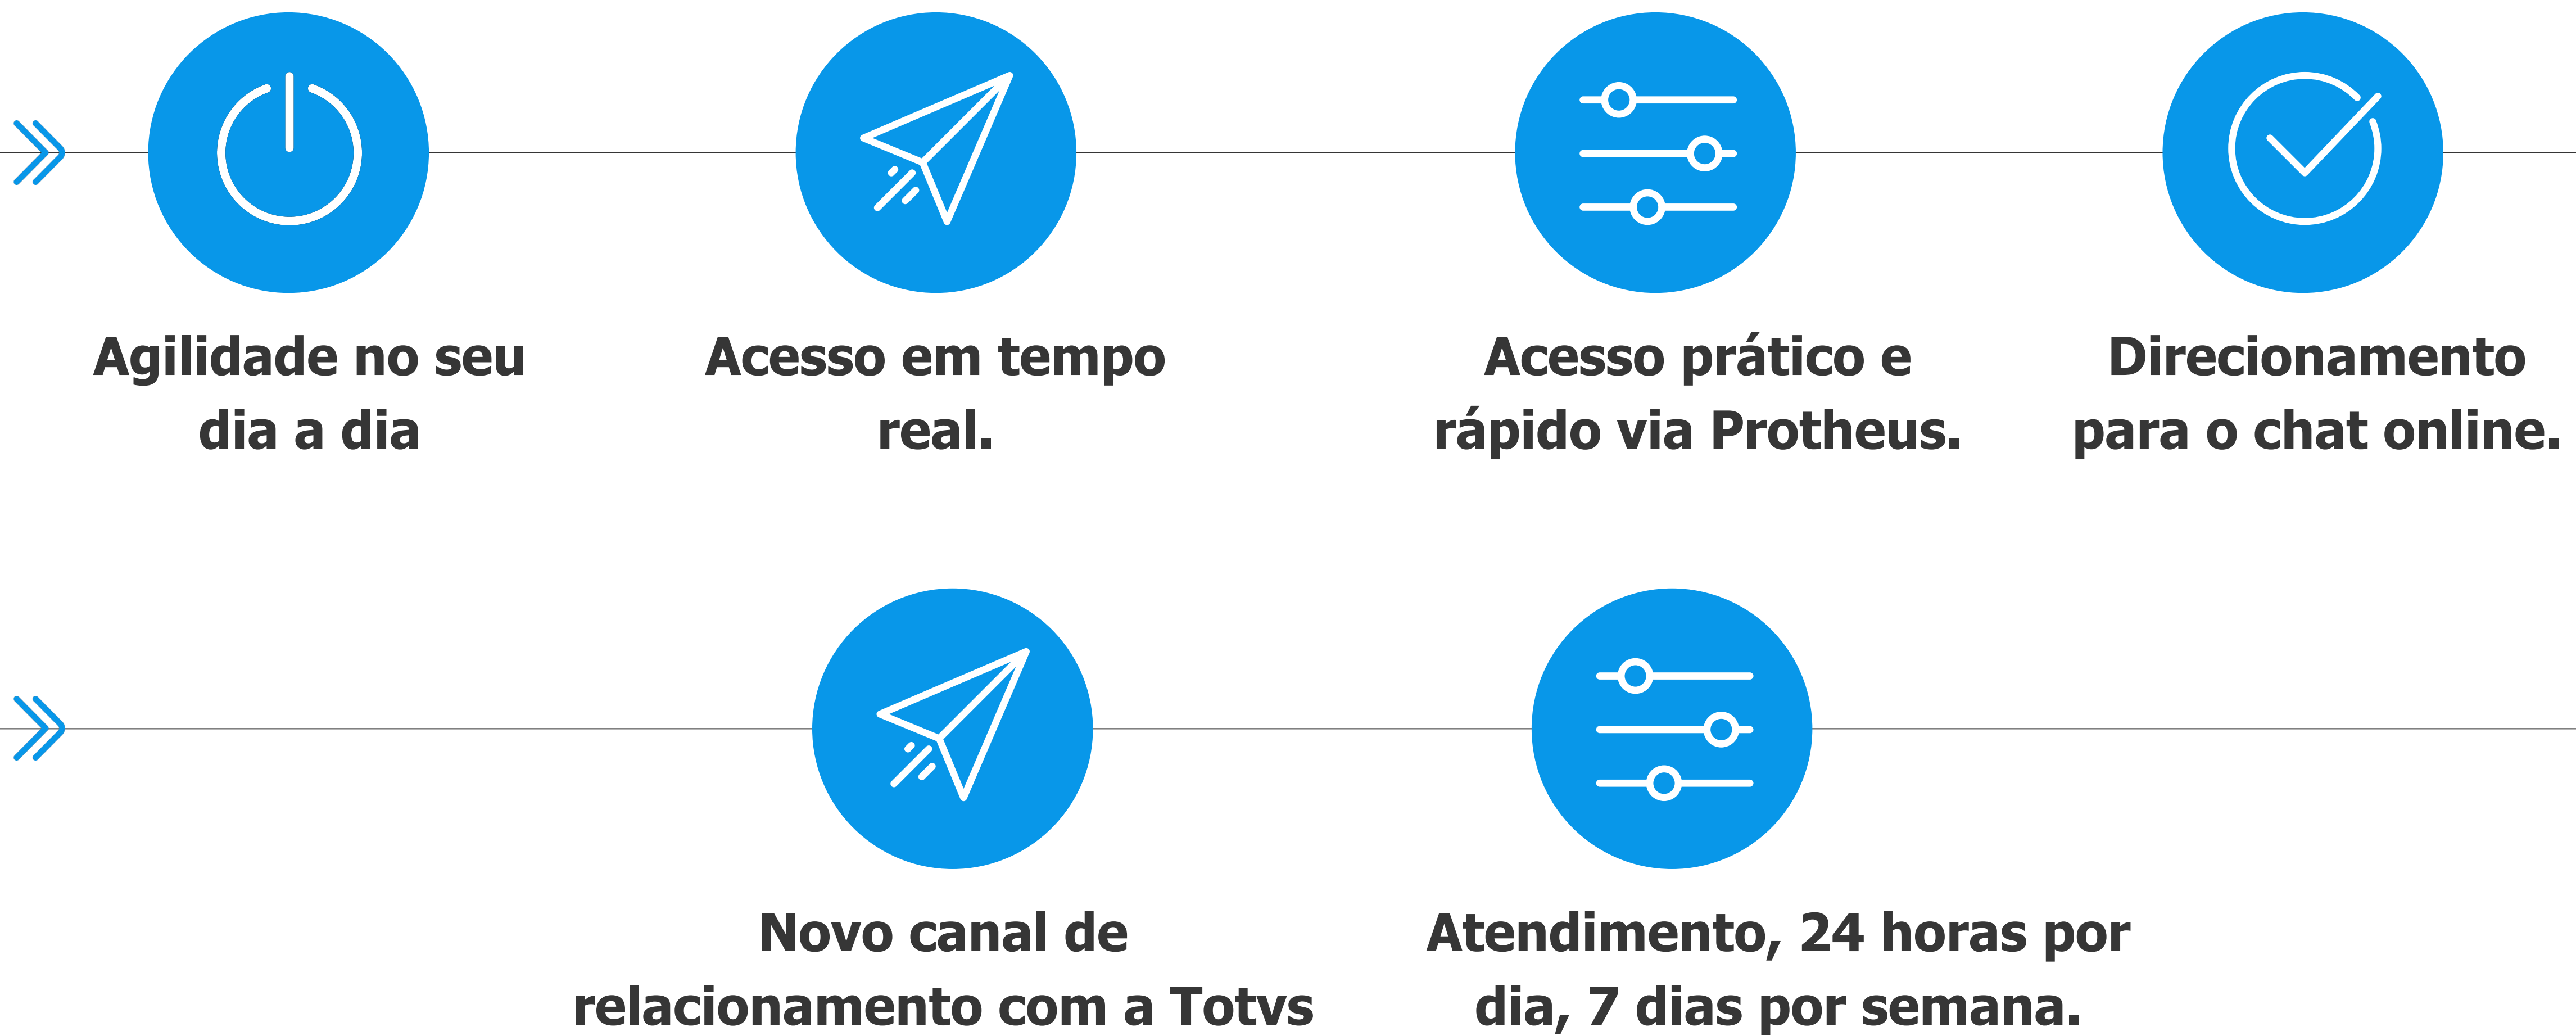 Agilidade no seu
dia a dia
Acesso em tempo
real.
Acesso prático e
rápido via Protheus.
Direcionamento
para o chat online.
Novo canal de
relacionamento com a Totvs
Atendimento, 24 horas por
dia, 7 dias por semana.